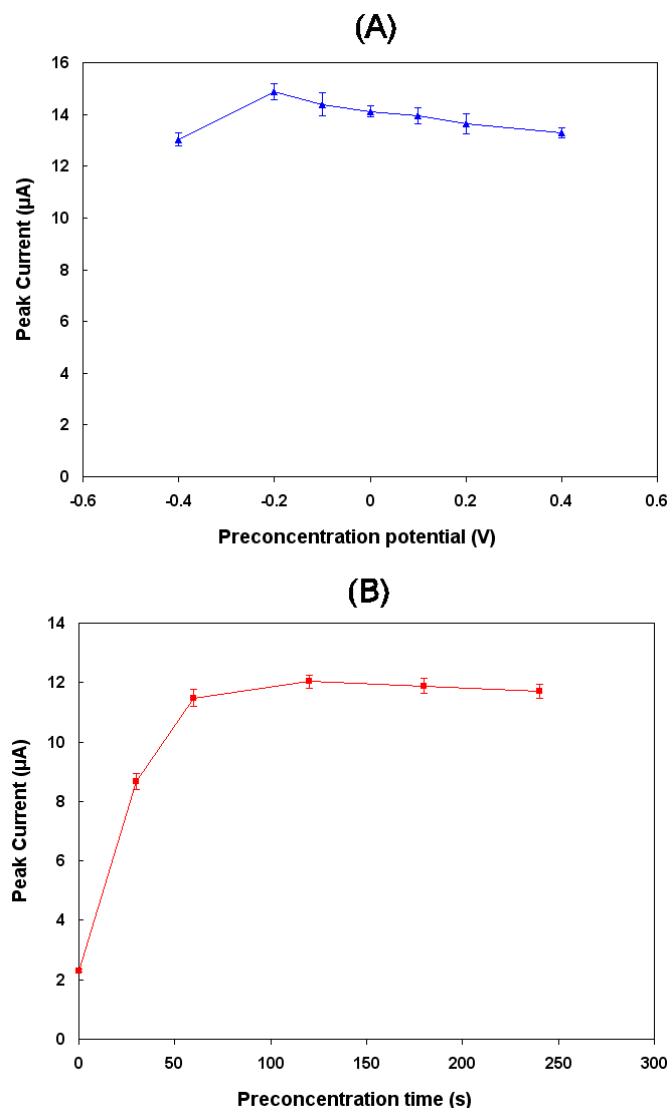 (A)
16
14
12
10
8
6
4
2
0
Peak Current (µA)
-0.6 -0.4 -0.2 0 0.2 0.4 0.6
Preconcentration potential (V)
(B)
14
12
10
8
6
4
2
0
Peak Current (µA)
0 50 100 150 200 250 300
Preconcentration time (s)